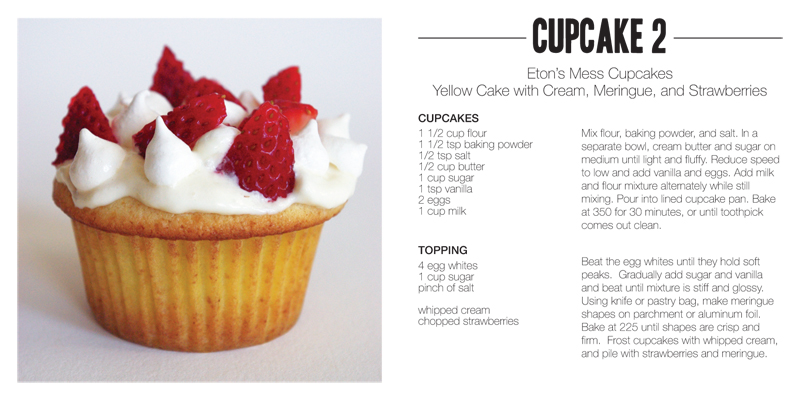 CUPCAKE 2
Eton's Mess Cupcakes
Yellow Cake with Cream, Meringue, and Strawberries
CUPCAKES
1 1/2 cup flour
1 1/2 tsp baking powder
1/2 tsp salt
1/2 cup butter
1 cup sugar
1 tsp vanilla
2 eggs
1 cup milk
Mix flour, baking powder, and salt. In a
separate bowl, cream butter and sugar on
medium until light and fluffy. Reduce speed
to low and add vanilla and eggs. Add milk
and flour mixture alternately while still
mixing. Pour into lined cupcake pan. Bake
at 350 for 30 minutes, or until toothpick
comes out clean.
TOPPING
4 egg whites
1 cup sugar
pinch of salt
whipped cream
chopped strawberries
Beat the egg whites until they hold soft
peaks. Gradually add sugar and vanilla
and beat until mixture is stiff and glossy.
Using knife or pastry bag, make meringue
shapes on parchment or aluminum foil.
Bake at 225 until shapes are crisp and
firm. Frost cupcakes with whipped cream,
and pile with strawberries and meringue.